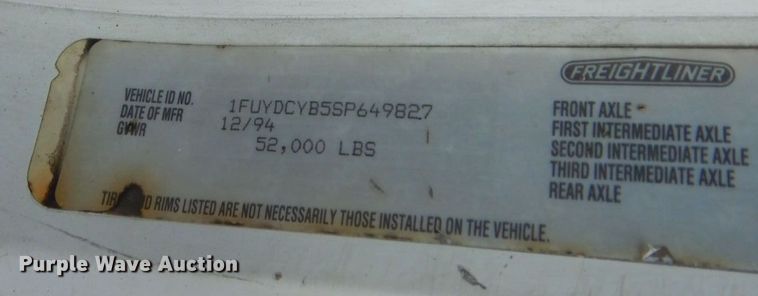 FREIGHTLINER
VEHICLE ID NO. 1FUYDCYB5SP649827
DATE OF MFR 12/94
GVWR 52,000 LBS
FRONT AXLE
FIRST INTERMEDIATE AXLE
SECOND INTERMEDIATE AXLE
THIRD INTERMEDIATE AXLE
REAR AXLE
RIMS LISTED ARE NOT NECESSARILY THOSE INSTALLED ON THE VEHICLE.
Purple Wave Auction